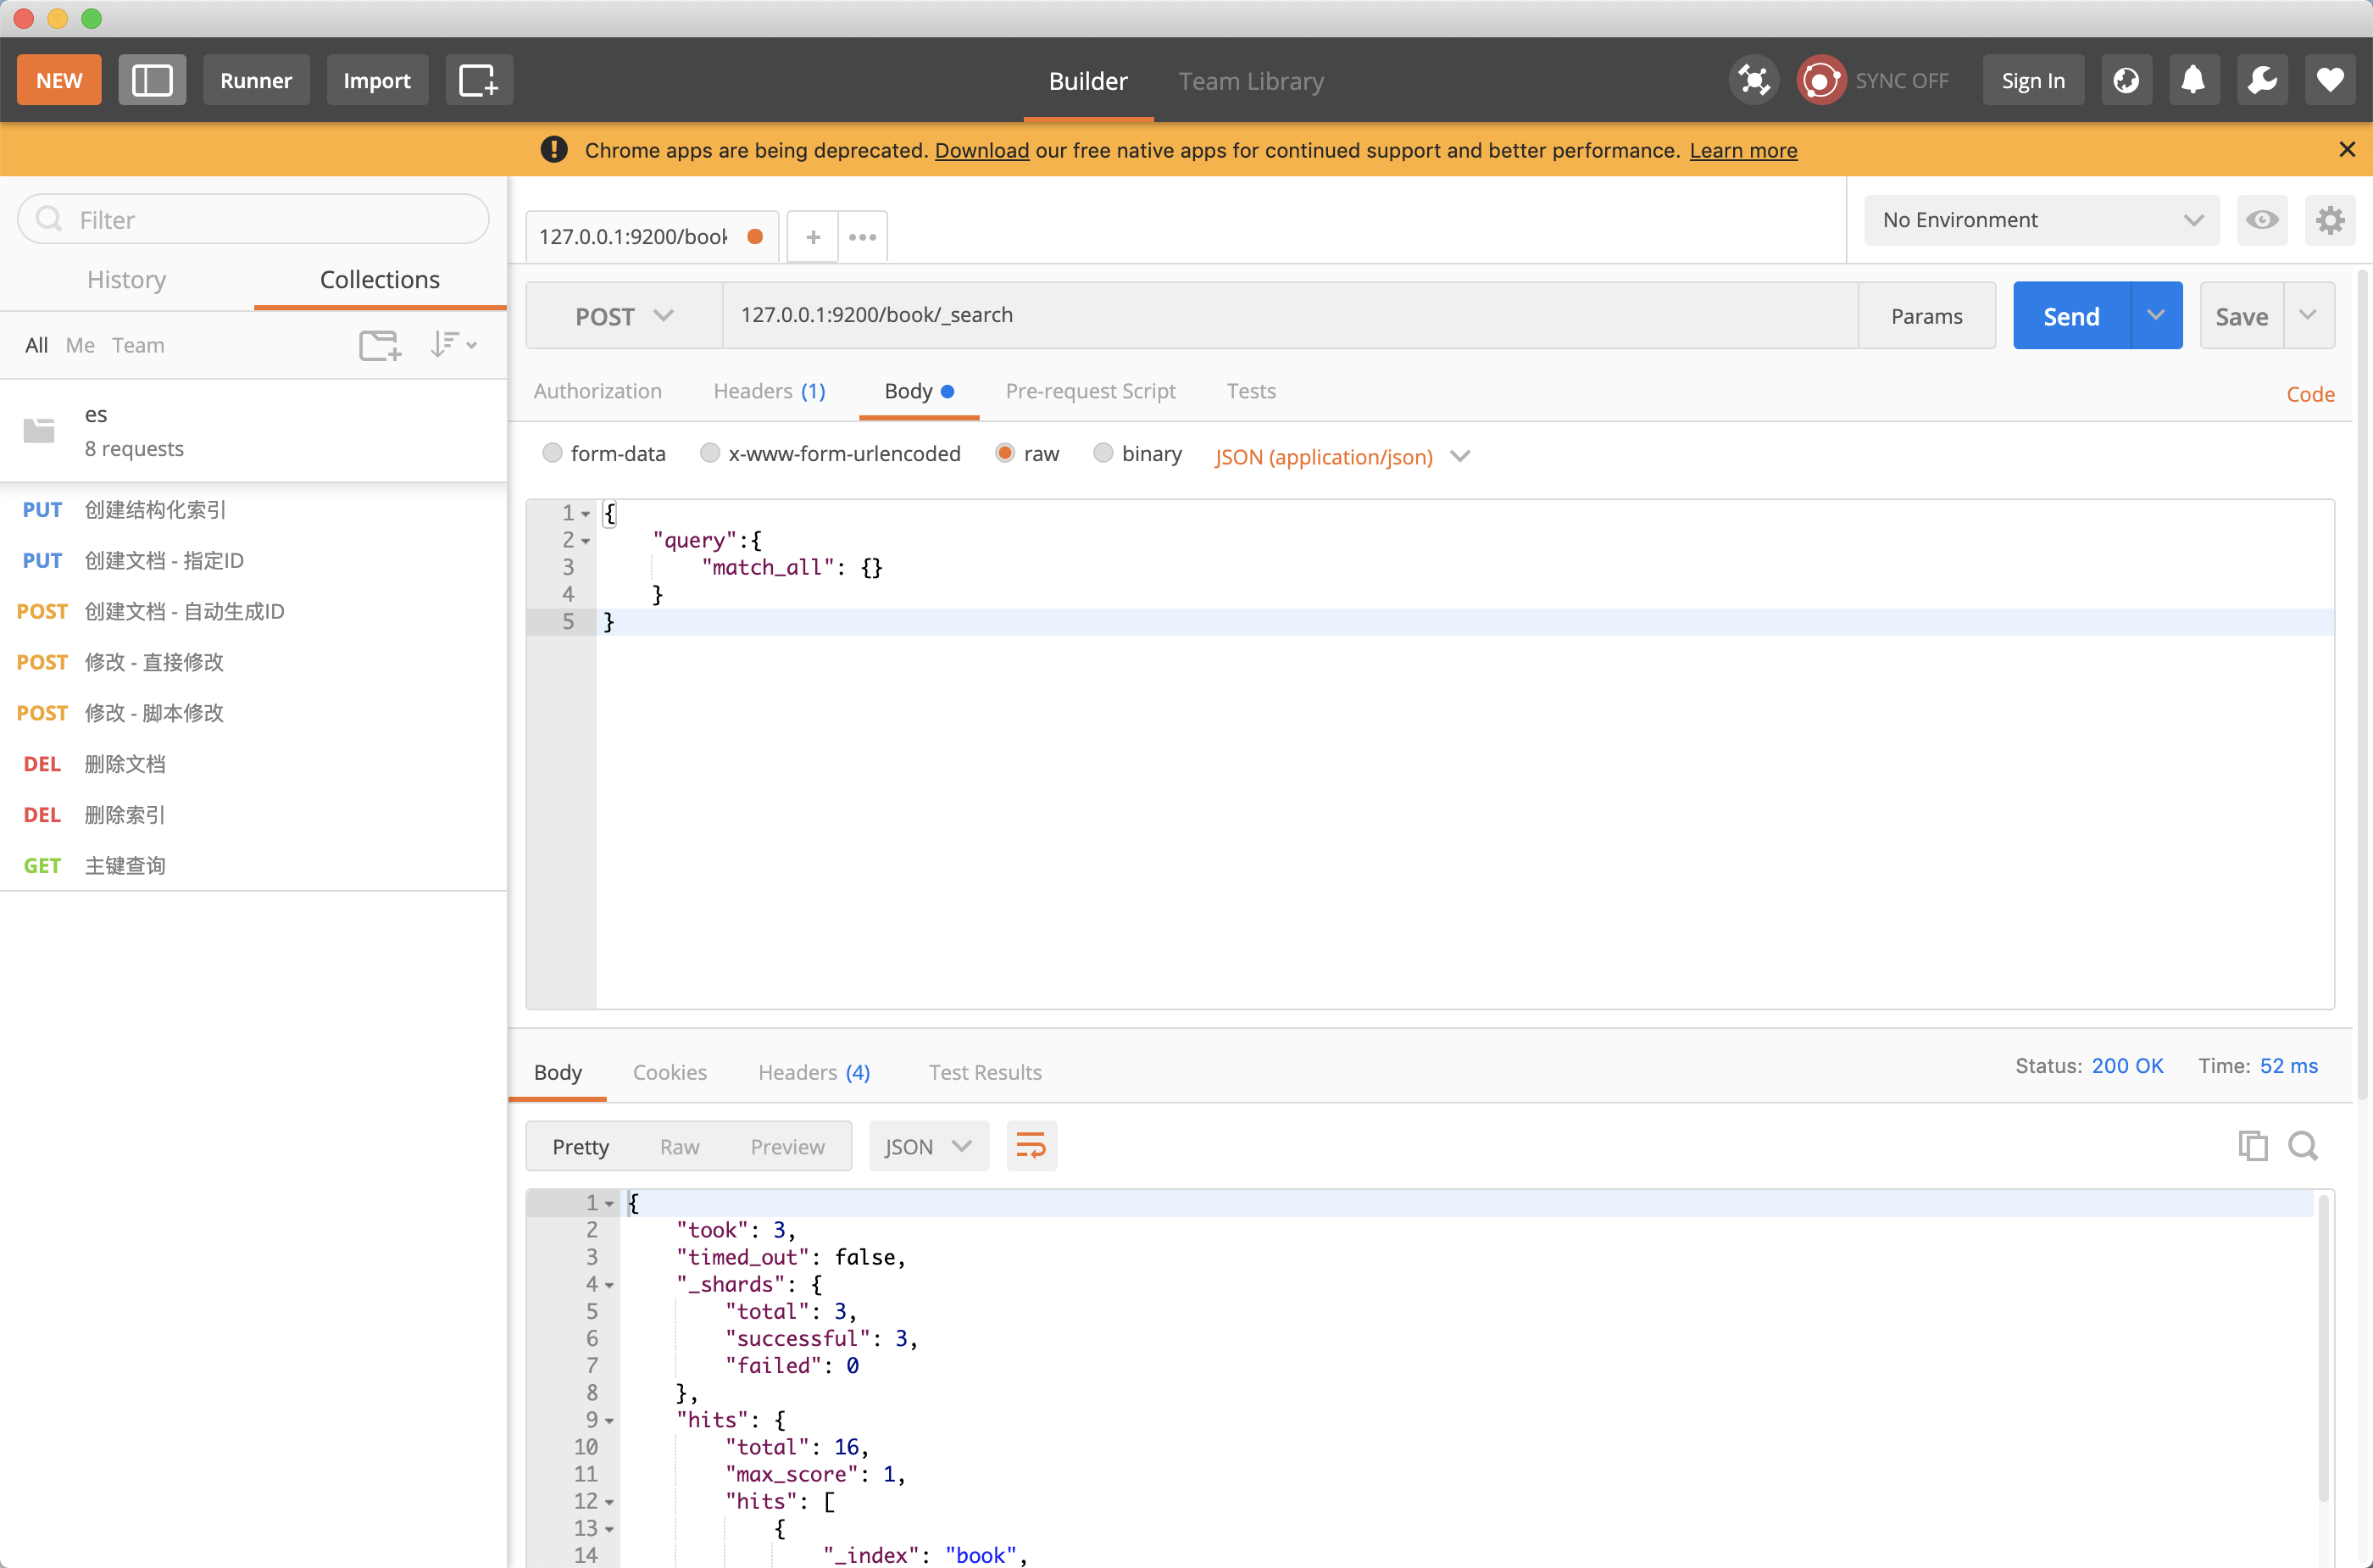 NEW Runner Import Builder Team Library SYNC OFF Sign In
Chrome apps are being deprecated. Download our free native apps for continued support and better performance. Learn more
Filter
History Collections
All Me Team
es
8 requests
PUT 创建结构化索引
PUT 创建文档 - 指定ID
POST 创建文档 - 自动生成ID
POST 修改 - 直接修改
POST 修改 - 脚本修改
DEL 删除文档
DEL 删除索引
GET 主键查询
127.0.0.1:9200/book
No Environment
POST 127.0.0.1:9200/book/_search Params Send Save
Authorization Headers (1) Body Pre-request Script Tests Code
form-data x-www-form-urlencoded raw binary JSON (application/json)
1 {
2 "query":{
3 "match_all": {}
4 }
5 }
Body Cookies Headers (4) Test Results Status: 200 OK Time: 52 ms
Pretty Raw Preview JSON
1 {
2 "took": 3,
3 "timed_out": false,
4 "_shards": {
5 "total": 3,
6 "successful": 3,
7 "failed": 0
8 },
9 "hits": {
10 "total": 16,
11 "max_score": 1,
12 "hits": [
13 {
14 "_index": "book",